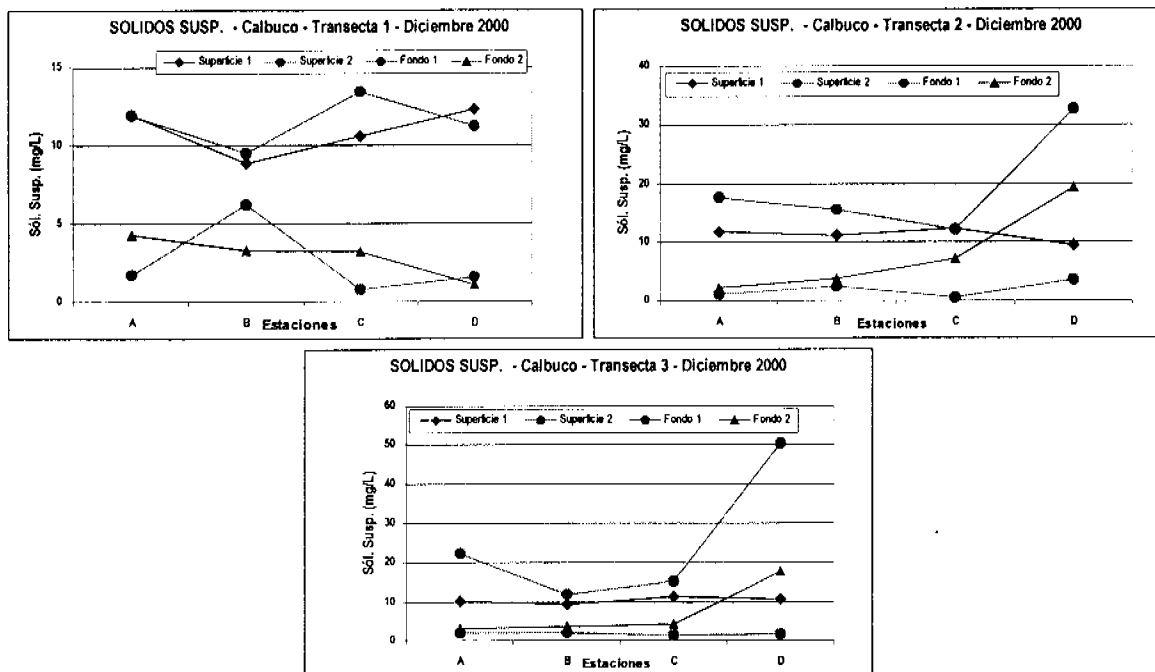 SOLIDOS SUSP. - Calbuco - Transecta 1 - Diciembre 2000
Superficie 1 Superficie 2 Fondo 1 Fondo 2
15
10
5
0
Sól. Susp. (mg/L)
A B C D
Estaciones
SOLIDOS SUSP. - Calbuco - Transecta 2 - Diciembre 2000
Superficie 1 Superficie 2 Fondo 1 Fondo 2
40
30
20
10
0
Sól. Susp. (mg/L)
A B C D
Estaciones
SOLIDOS SUSP. - Calbuco - Transecta 3 - Diciembre 2000
Superficie 1 Superficie 2 Fondo 1 Fondo 2
60
50
40
30
20
10
0
Sól. Susp. (mg/L)
A B C D
Estaciones